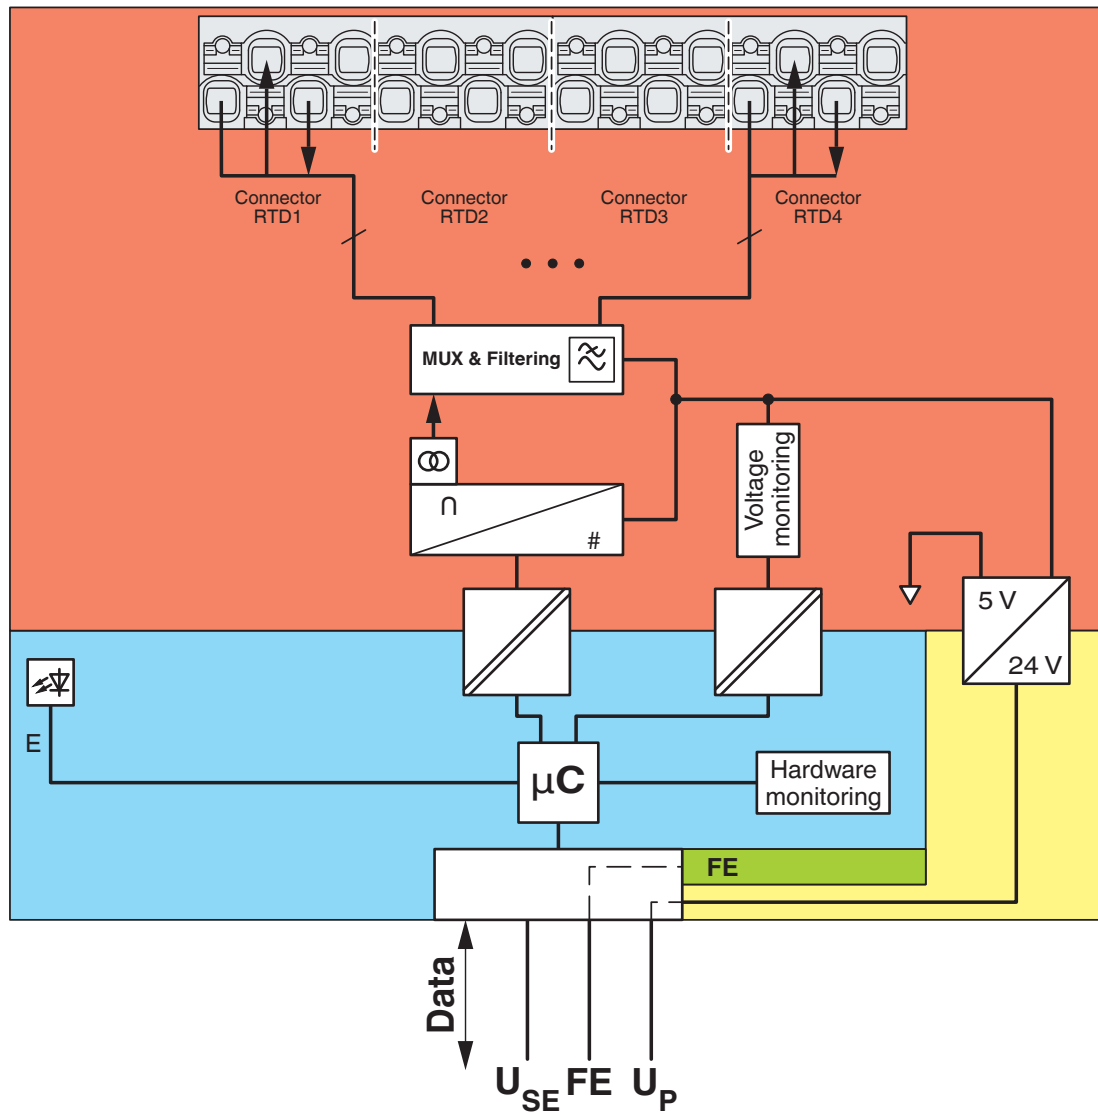 Connector
RTD1
Connector
RTD2
Connector
RTD3
Connector
RTD4
MUX & Filtering
∩
#
Voltage
monitoring
5 V
24 V
E
µC
Hardware
monitoring
FE
Data
USE
FE
UP